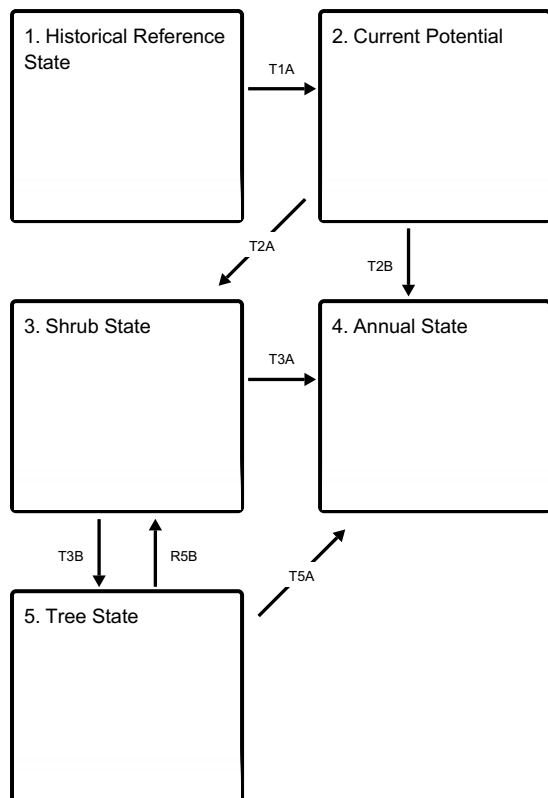 1. Historical Reference
State
T1A
2. Current Potential
T2A
T2B
3. Shrub State
T3A
4. Annual State
T3B
R5B
T5A
5. Tree State